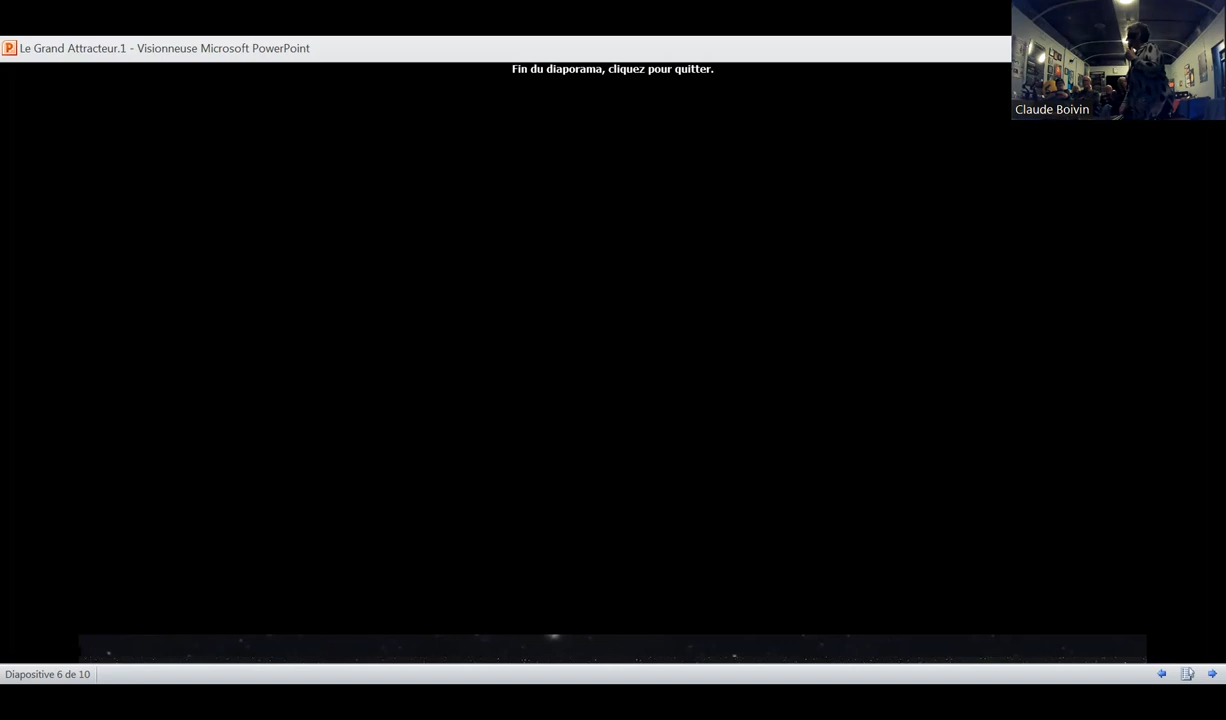 Le Grand Attracteur.1 - Visionneuse Microsoft PowerPoint
Fin du diaporama, cliquez pour quitter.
Claude Boivin
Diapositive 6 de 10